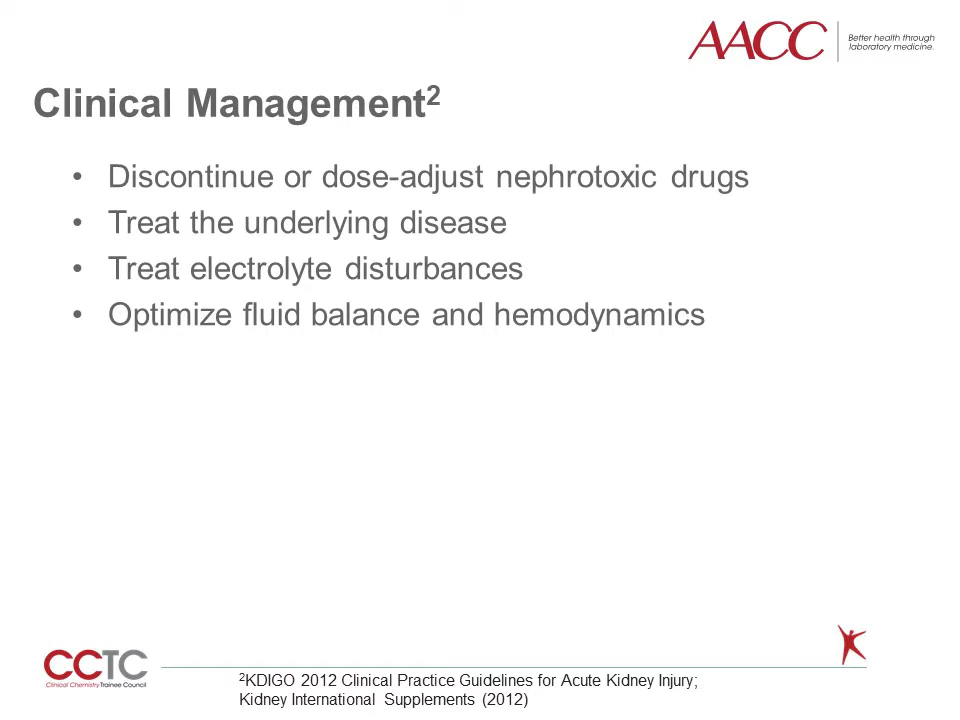 AACC
Better health through
laboratory medicine.
Clinical Management²
• Discontinue or dose-adjust nephrotoxic drugs
• Treat the underlying disease
• Treat electrolyte disturbances
• Optimize fluid balance and hemodynamics
CCTC
Clinical Chemistry Trainee Council
²KDIGO 2012 Clinical Practice Guidelines for Acute Kidney Injury;
Kidney International Supplements (2012)